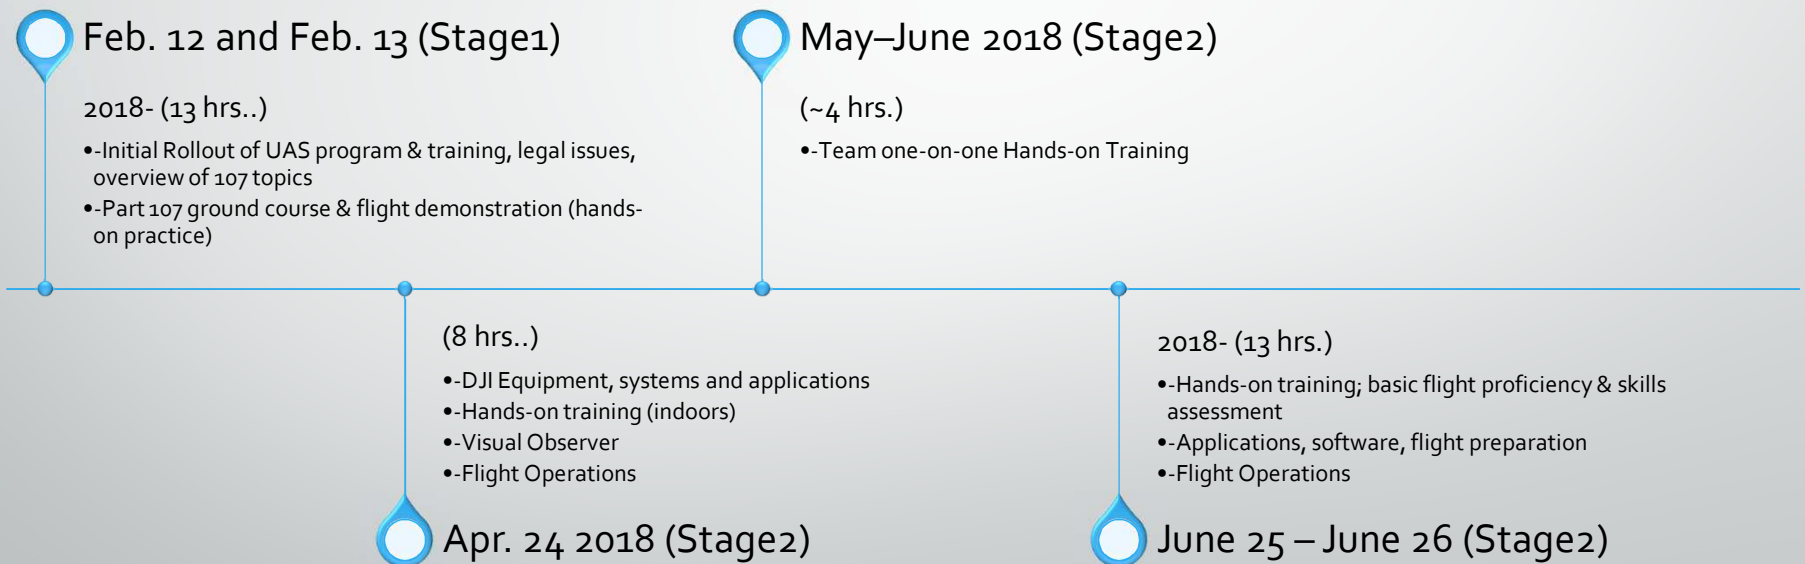 Feb. 12 and Feb. 13 (Stage1)
2018- (13 hrs..)
•-Initial Rollout of UAS program & training, legal issues,
overview of 107 topics
•-Part 107 ground course & flight demonstration (hands-
on practice)
May–June 2018 (Stage2)
(~4 hrs.)
•-Team one-on-one Hands-on Training
(8 hrs..)
•-DJI Equipment, systems and applications
•-Hands-on training (indoors)
•-Visual Observer
•-Flight Operations
Apr. 24 2018 (Stage2)
2018- (13 hrs.)
•-Hands-on training; basic flight proficiency & skills
assessment
•-Applications, software, flight preparation
•-Flight Operations
June 25 – June 26 (Stage2)